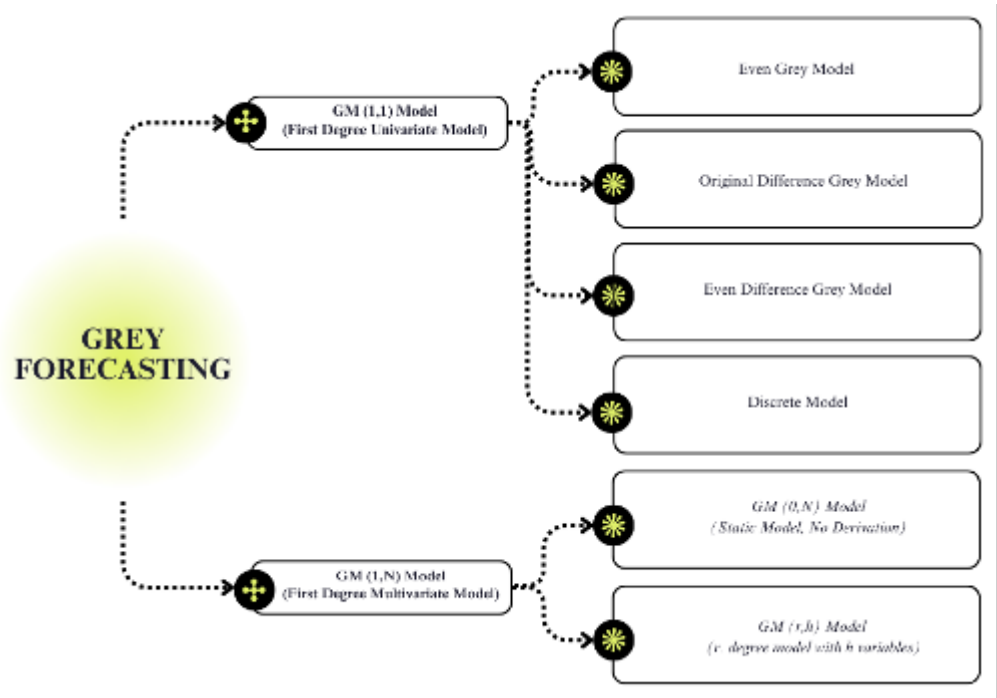 GREY
FORECASTING
GM (1,1) Model
(First Degree Univariate Model)
Even Grey Model
Original Difference Grey Model
Even Difference Grey Model
Discrete Model
GM (1,N) Model
(First Degree Multivariate Model)
GM (0,N) Model
(Static Model, No Derivation)
GM (r,h) Model
(r. degree model with h variables)